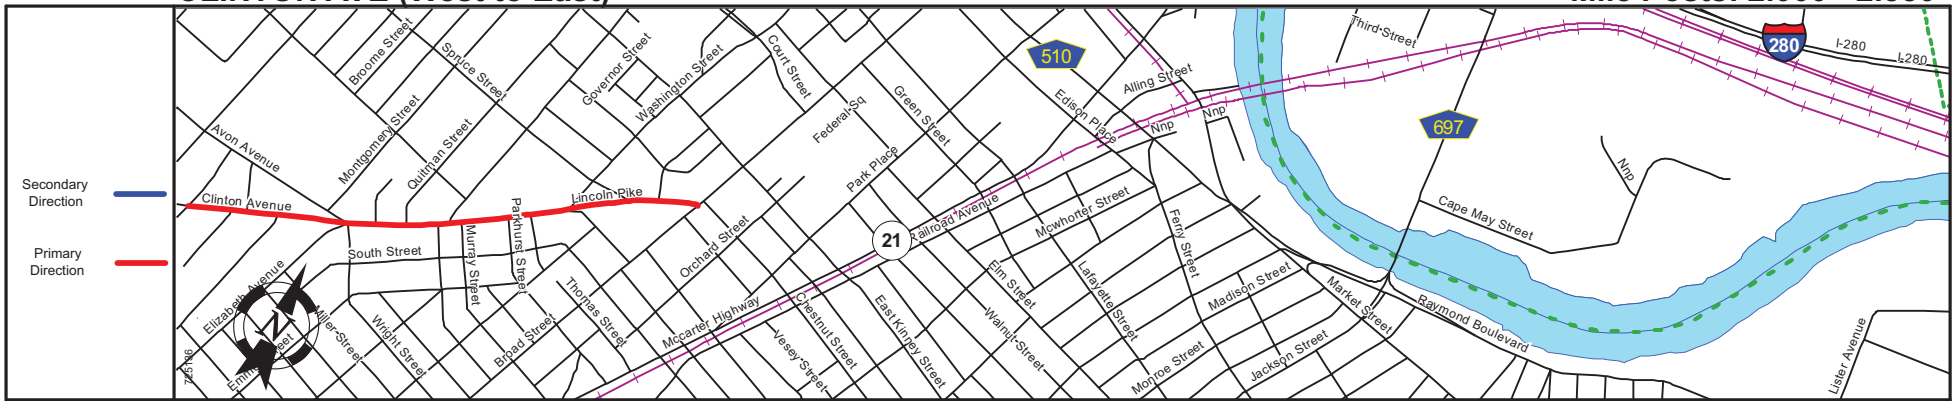 Secondary
Direction
Primary
Direction
Broome Street
Spruce Street
Governor Street
Washington Street
Court Street
510
Third Street
280
I-280
I-280
Alling Street
Edison Place
Nnp
Nnp
697
Green Street
Federal Sq
Park Place
Avon Avenue
Montgomery Street
Quitman Street
Clinton Avenue
Lincoln Pike
Parkhurst Street
Murray Street
South Street
Orchard Street
21
Railroad Avenue
Mcwhorter Street
Ferry Street
Cape May Street
Nnp
Elizabeth Avenue
N
Miller Street
Wright Street
Thomas Street
Broad Street
Mccarter Highway
Chestnut Street
Vesey Street
East Kinney Street
Elm Street
Walnut Street
Lafayette Street
Madison Street
Monroe Street
Jackson Street
Market Street
Raymond Boulevard
Lister Avenue